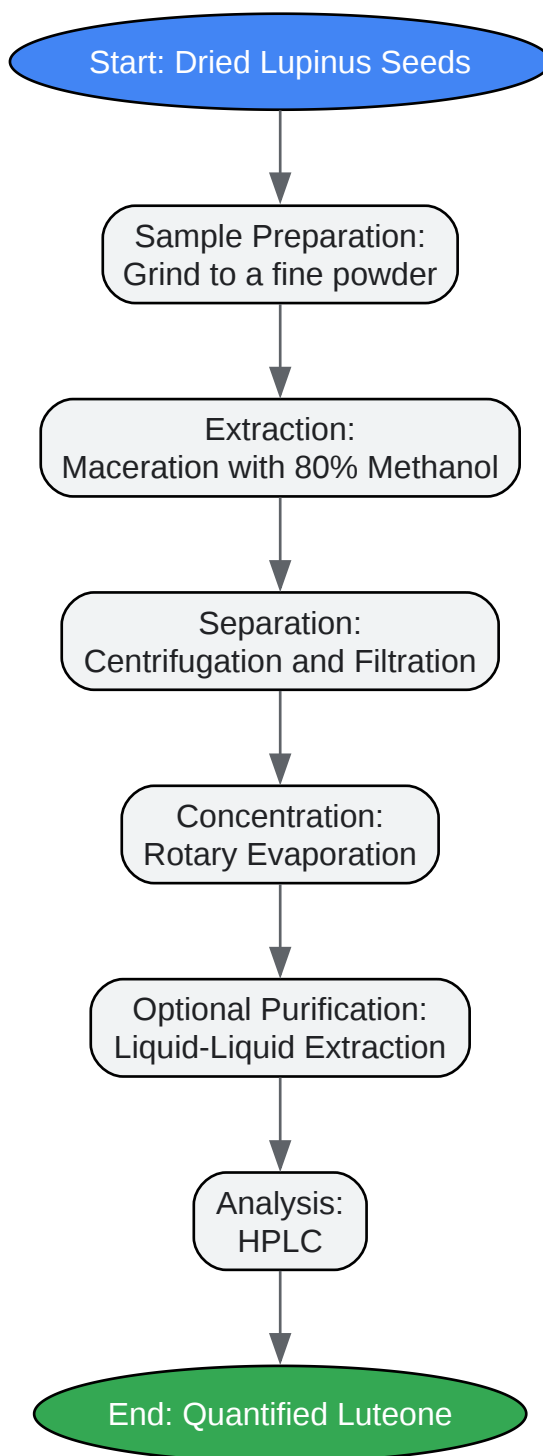 Start: Dried Lupinus Seeds
Sample Preparation:
Grind to a fine powder
Extraction:
Maceration with 80% Methanol
Separation:
Centrifugation and Filtration
Concentration:
Rotary Evaporation
Optional Purification:
Liquid-Liquid Extraction
Analysis:
HPLC
End: Quantified Luteone